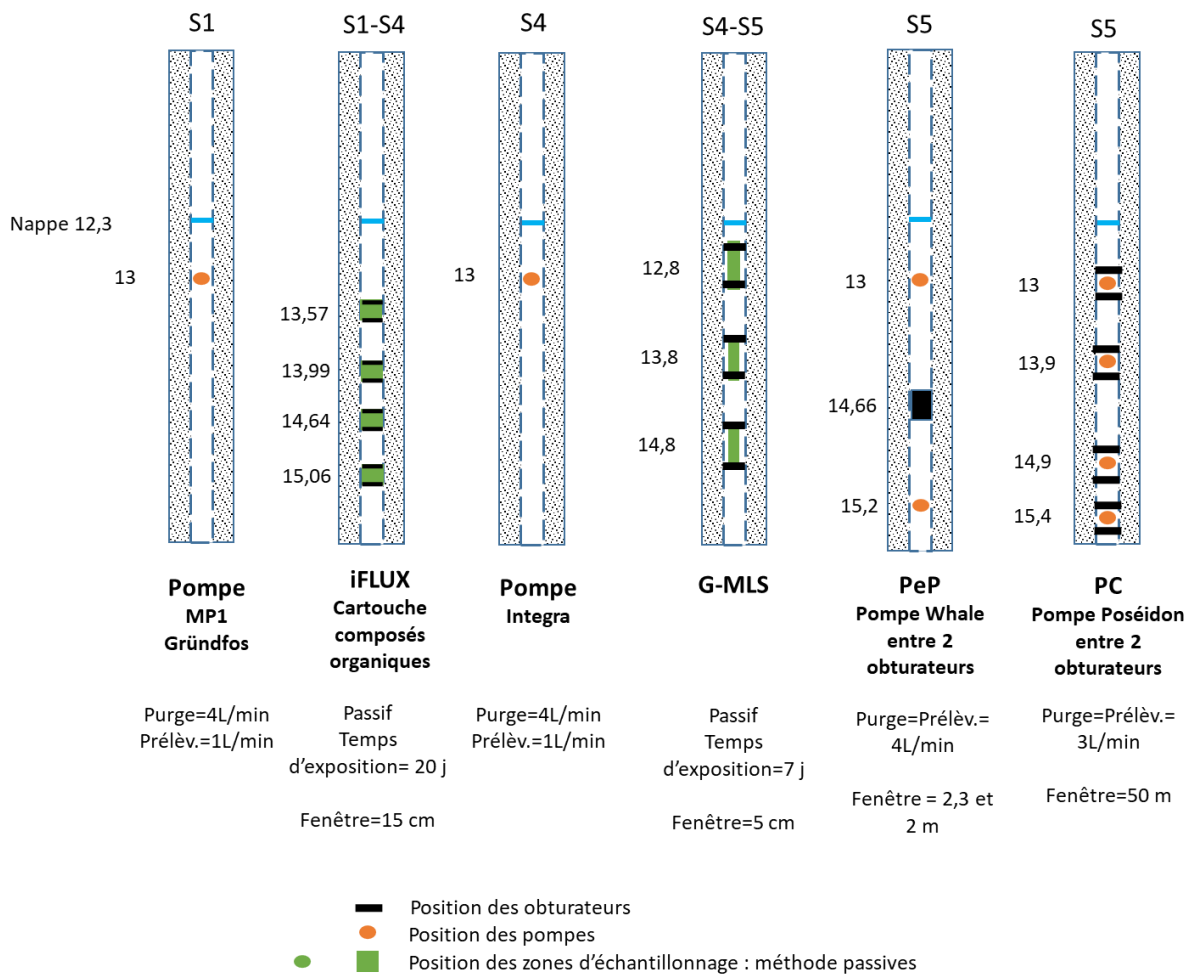 S1
S1-S4
S4
S4-S5
S5
S5
Nappe 12,3
13
13,57
13,99
14,64
15,06
13
12,8
13,8
14,8
13
14,66
15,2
13
13,9
14,9
15,4
Pompe
MP1
Gründfos
Purge=4L/min
Prélèv.=1L/min
iFLUX
Cartouche
composés
organiques
Passif
Temps
d’exposition= 20 j
Fenêtre=15 cm
Pompe
Integra
Purge=4L/min
Prélèv.=1L/min
G-MLS
Passif
Temps
d’exposition=7 j
Fenêtre=5 cm
PeP
Pompe Whale
entre 2
obturateurs
Purge=Prélèv.=
4L/min
Fenêtre = 2,3 et
2 m
PC
Pompe Poséidon
entre 2
obturateurs
Purge=Prélèv.=
3L/min
Fenêtre=50 m
Position des obturateurs
Position des pompes
Position des zones d’échantillonnage : méthode passives